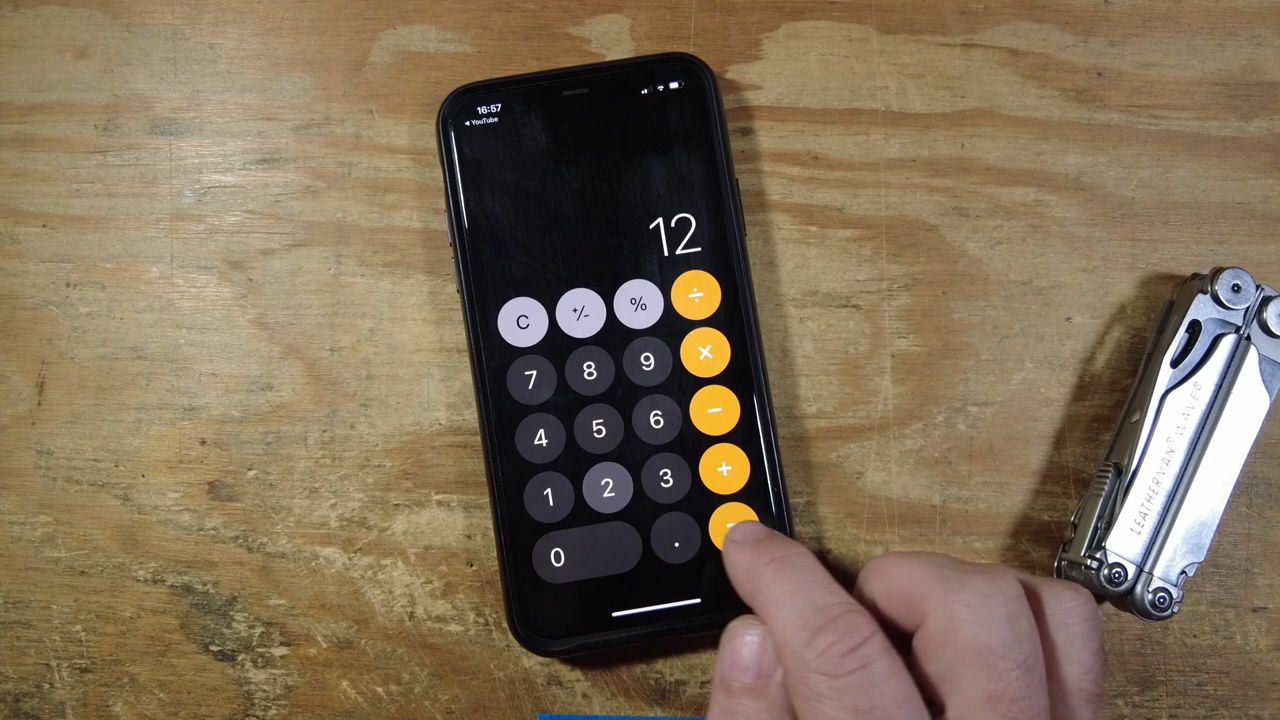 16:57
◀ YouTube
12
C +/- % ÷
7 8 9 ×
4 5 6 −
1 2 3 +
0 .
LEATHERMAN® WAVE®